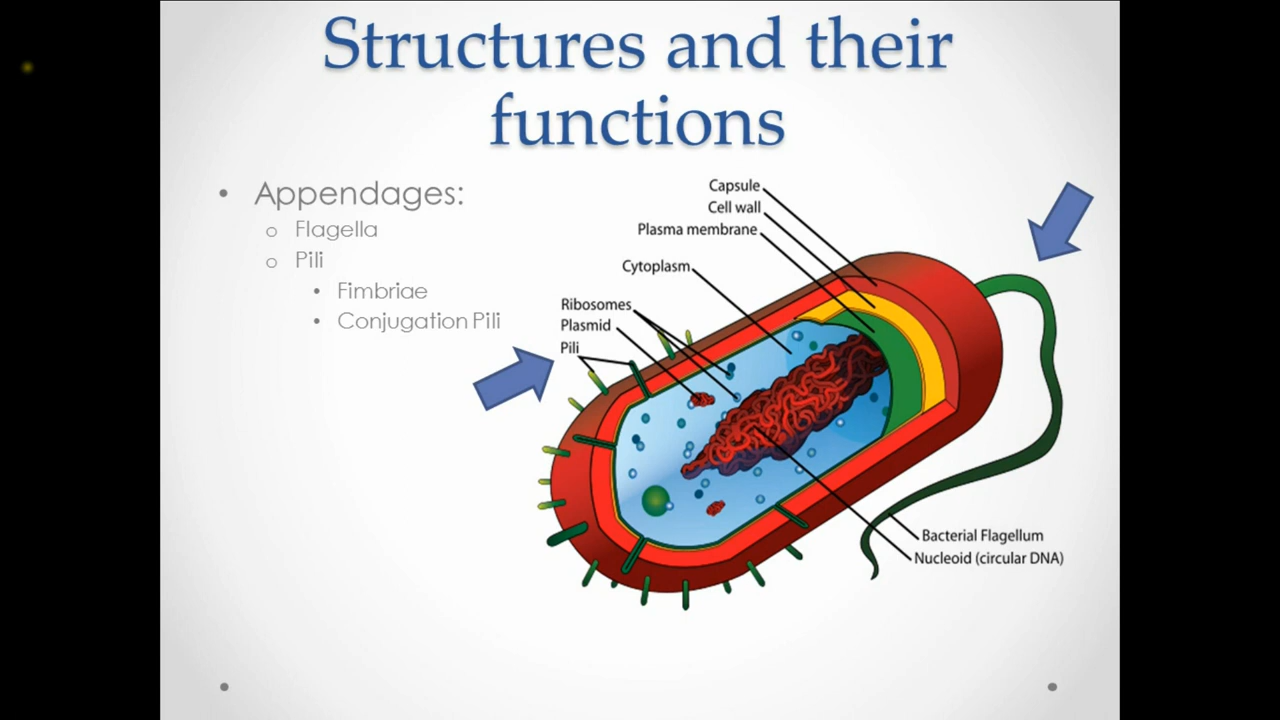 Structures and their
functions
• Appendages:
o Flagella
o Pili
• Fimbriae
• Conjugation Pili
Capsule
Cell wall
Plasma membrane
Cytoplasm
Ribosomes
Plasmid
Pili
Bacterial Flagellum
Nucleoid (circular DNA)